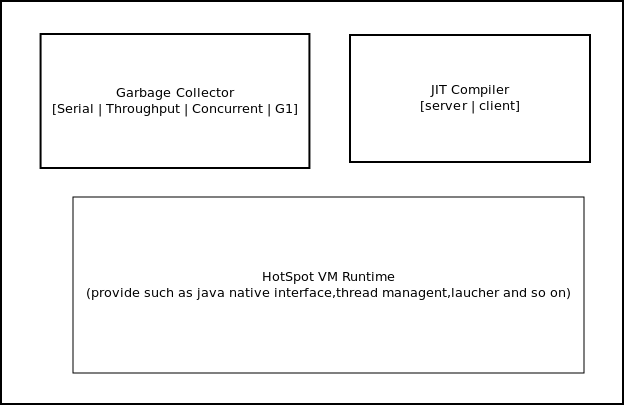 Garbage Collector
[Serial | Throughput | Concurrent | G1]
JIT Compiler
[server | client]
HotSpot VM Runtime
(provide such as java native interface,thread managent,laucher and so on)